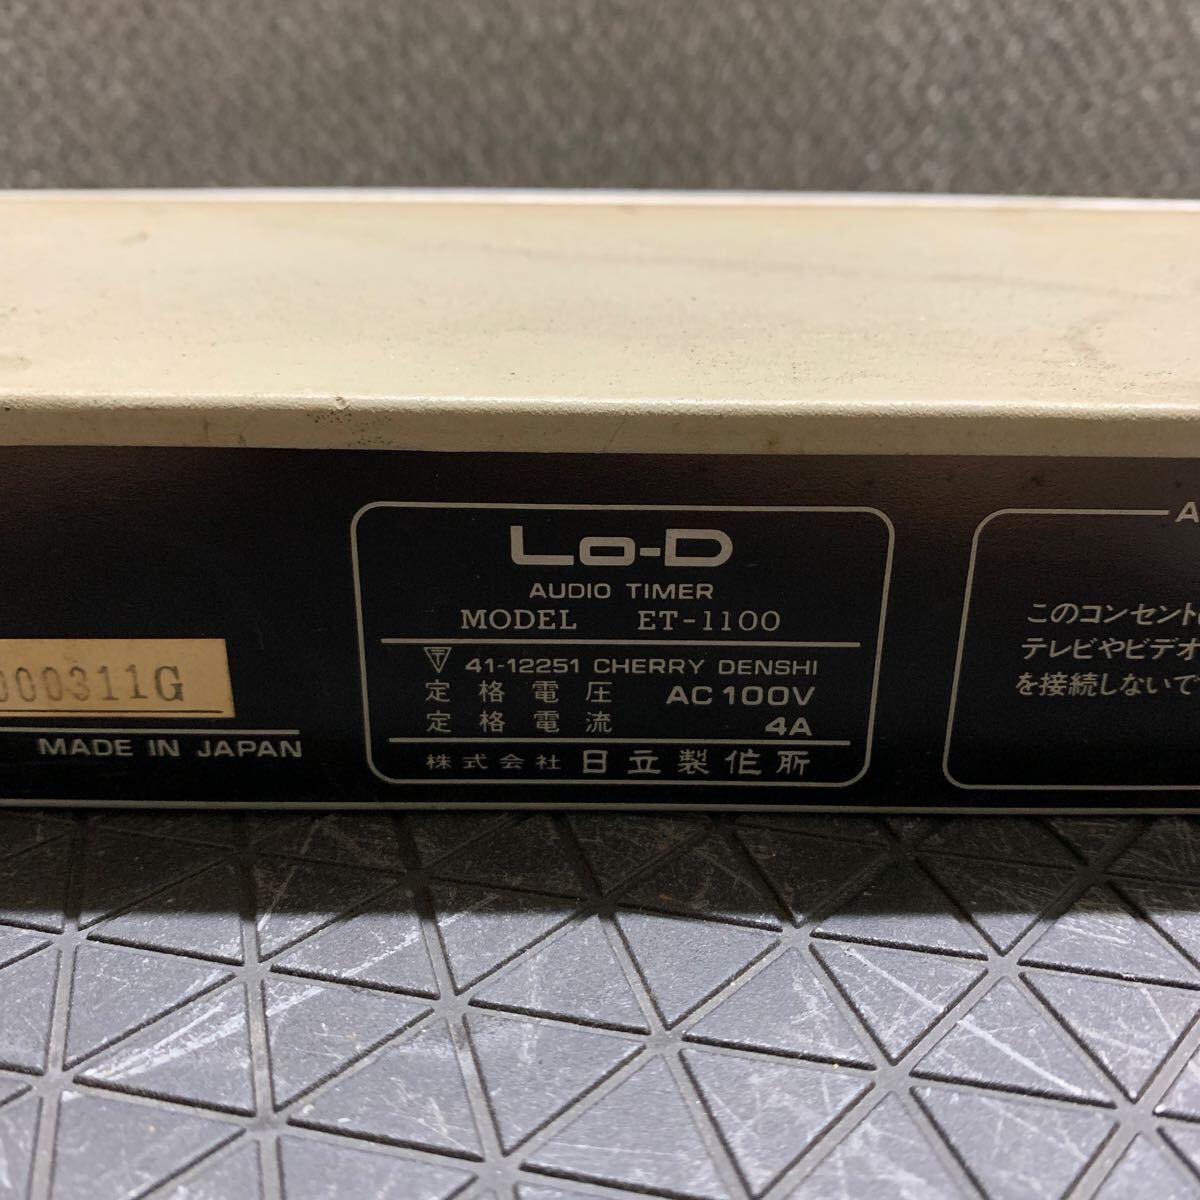 Lo-D
AUDIO TIMER
MODEL ET-1100
41-12251 CHERRY DENSHI
定格電圧 AC 100V
定格電流 4A
株式会社 日立製作所
000311G
MADE IN JAPAN
A
このコンセント
テレビやビデオ
を接続しないで